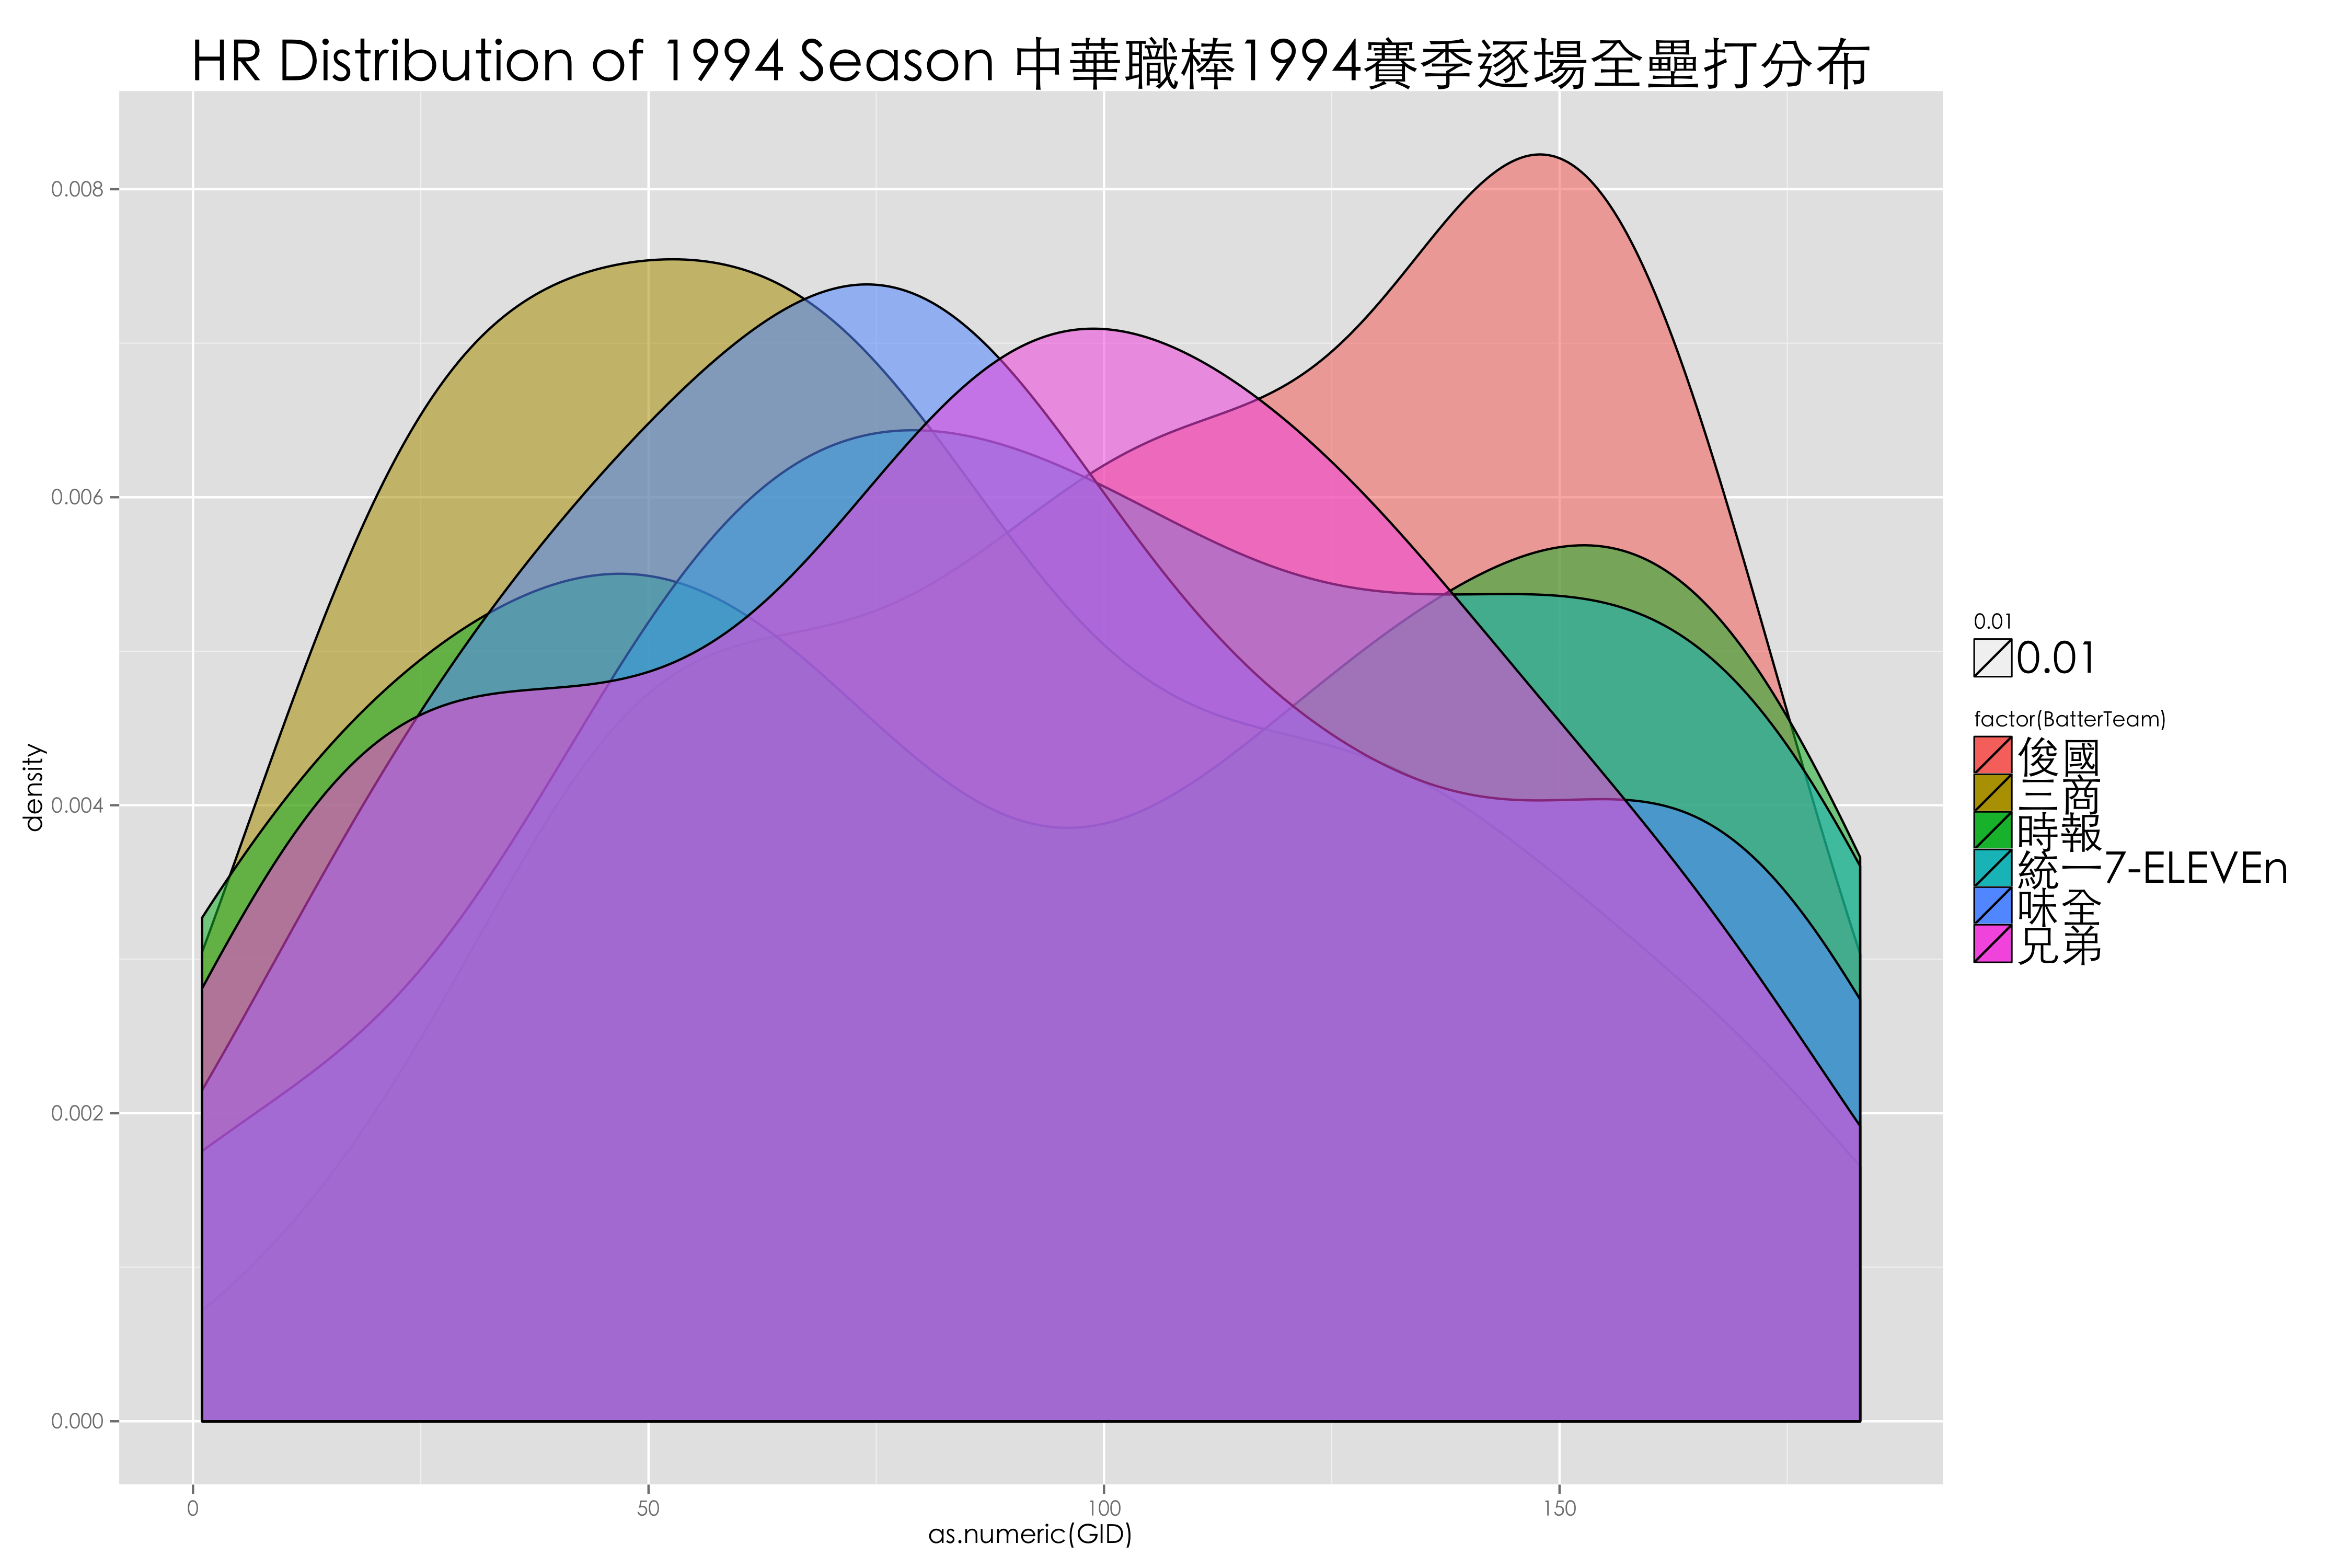 HR Distribution of 1994 Season 中華職棒1994賽季逐場全壘打分布
density
0.008
0.006
0.004
0.002
0.000
0 50 100 150
as.numeric(GID)
0.01
0.01
factor(BatterTeam)
俊國
三商
時報
統一7-ELEVEn
味全
兄弟